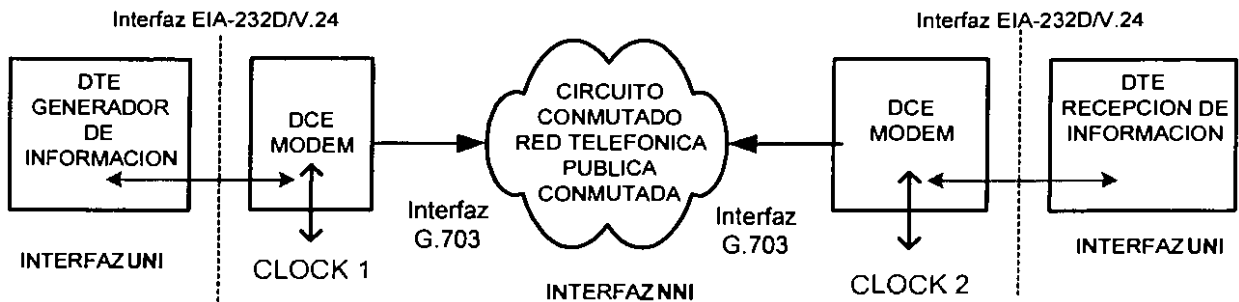 Interfaz EIA-232D/V.24
Interfaz EIA-232D/V.24
DTE
GENERADOR
DE
INFORMACION
DCE
MODEM
CIRCUITO
CONMUTADO
RED TELEFONICA
PUBLICA
CONMUTADA
DCE
MODEM
DTE
RECEPCION DE
INFORMACION
Interfaz
G.703
Interfaz
G.703
INTERFAZ UNI
CLOCK 1
INTERFAZ NNI
CLOCK 2
INTERFAZ UNI